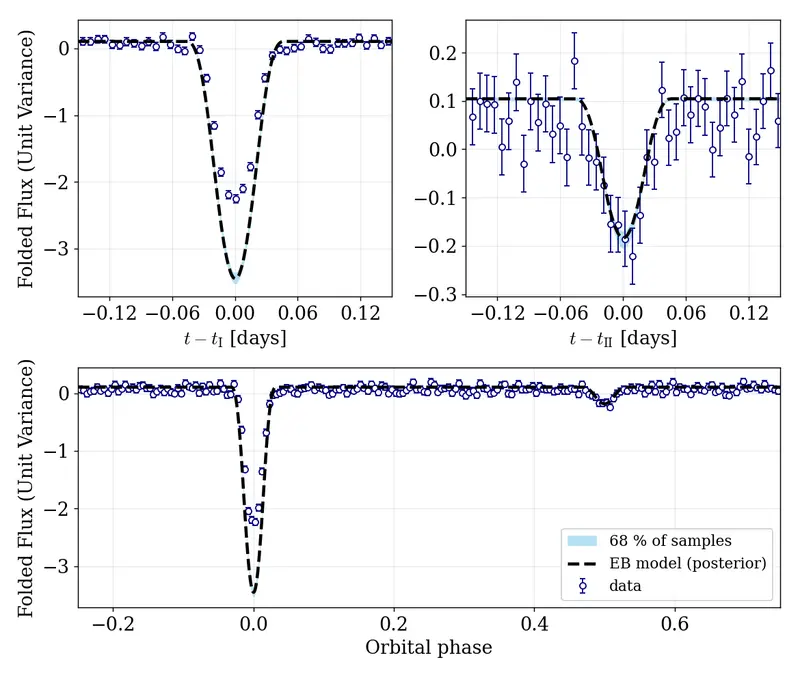 Folded Flux (Unit Variance)
0
−1
−2
−3
−0.12 −0.06 0.00 0.06 0.12
t − t_I [days]
0.2
0.1
0.0
−0.1
−0.2
−0.3
−0.12 −0.06 0.00 0.06 0.12
t − t_II [days]
Folded Flux (Unit Variance)
0
−1
−2
−3
68 % of samples
EB model (posterior)
data
−0.2 0.0 0.2 0.4 0.6
Orbital phase